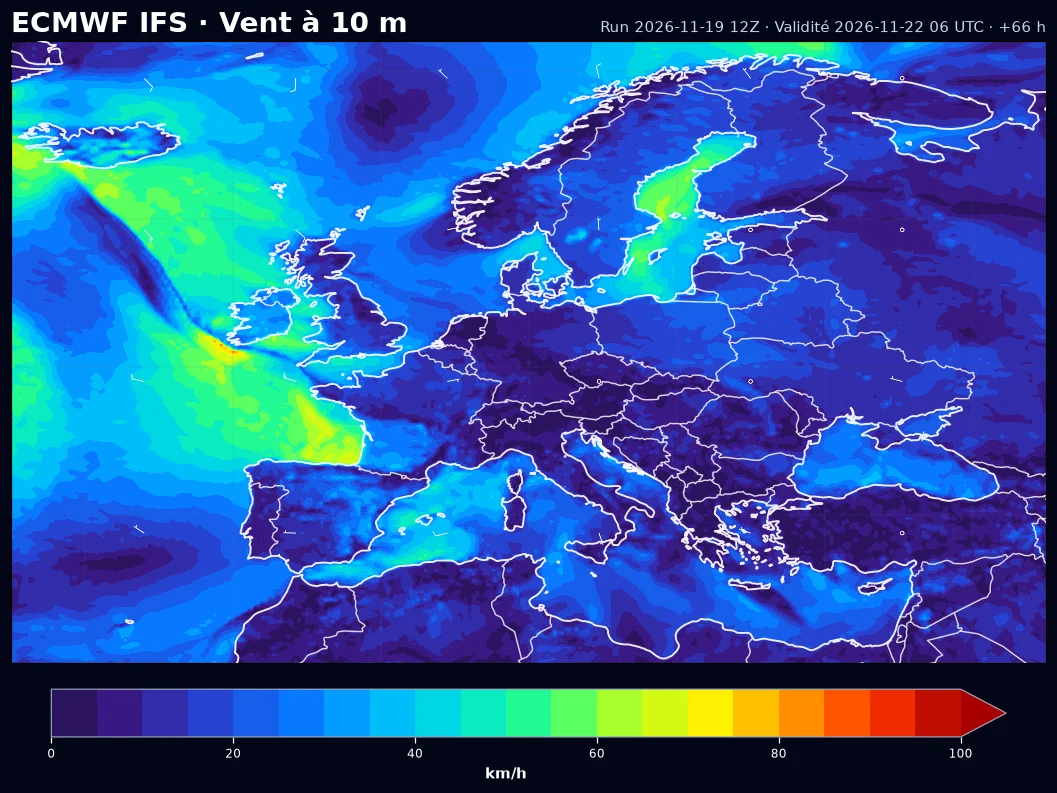 ECMWF IFS · Vent à 10 m
Run 2026-11-19 12Z · Validité 2026-11-22 06 UTC · +66 h
0 20 40 60 80 100
km/h